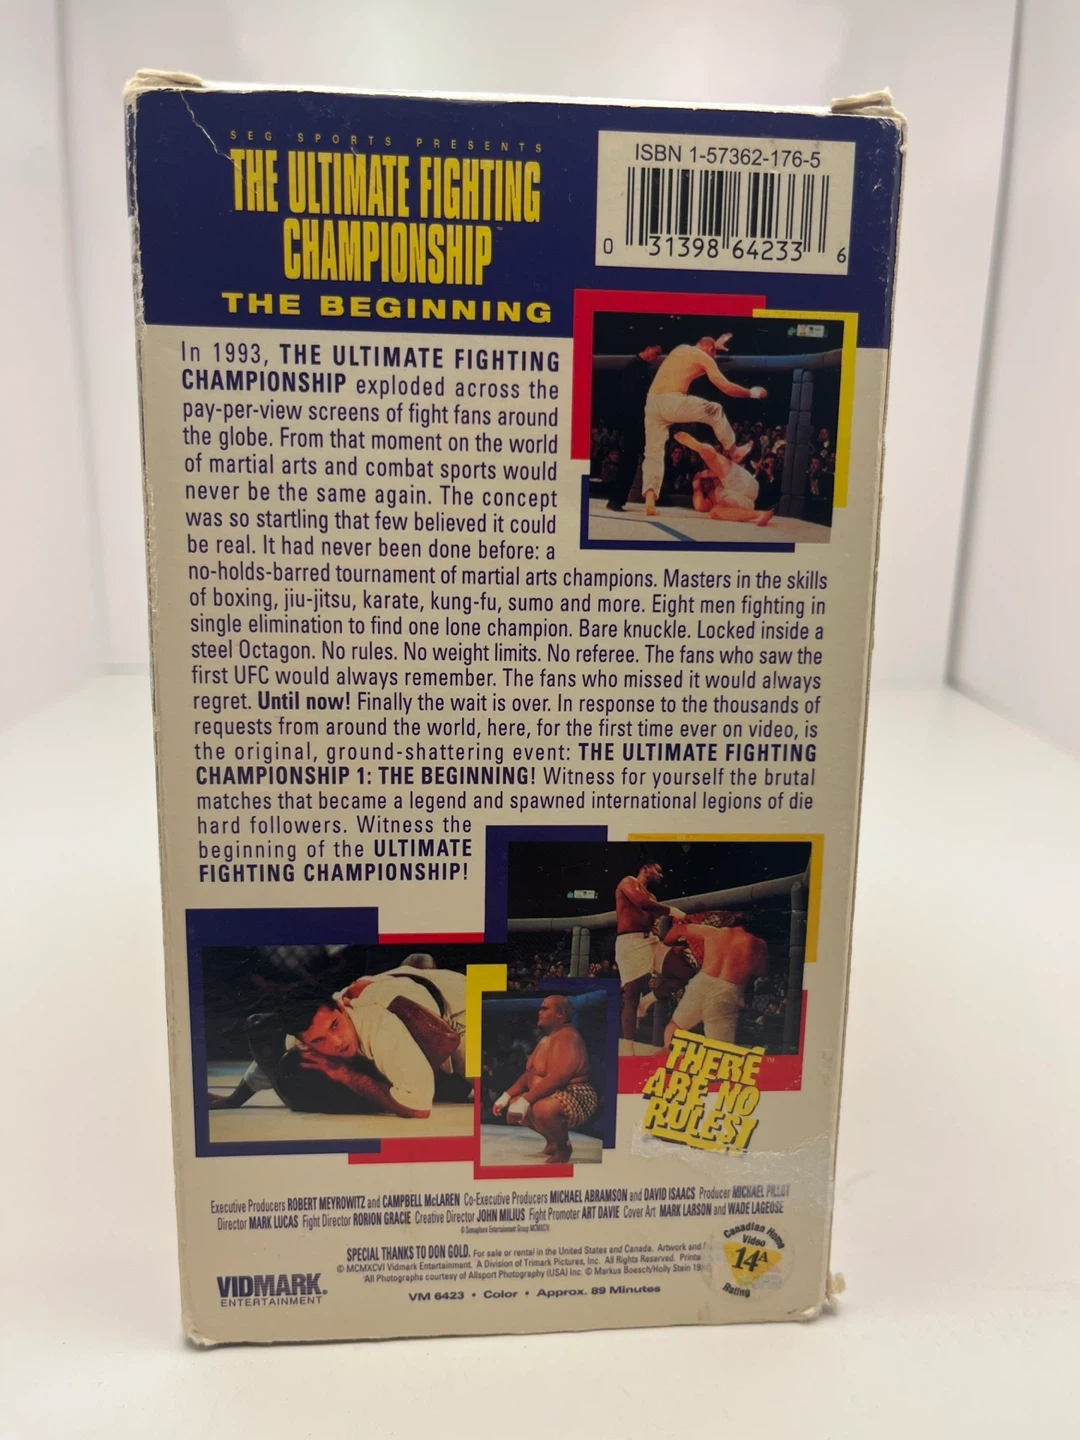 SEG SPORTS PRESENTS
THE ULTIMATE FIGHTING
CHAMPIONSHIP
THE BEGINNING
ISBN 1-57362-176-5
0 31398 64233 6
In 1993, THE ULTIMATE FIGHTING
CHAMPIONSHIP exploded across the
pay-per-view screens of fight fans around
the globe. From that moment on the world
of martial arts and combat sports would
never be the same again. The concept
was so startling that few believed it could
be real. It had never been done before: a
no-holds-barred tournament of martial arts champions. Masters in the skills
of boxing, jiu-jitsu, karate, kung-fu, sumo and more. Eight men fighting in
single elimination to find one lone champion. Bare knuckle. Locked inside a
steel Octagon. No rules. No weight limits. No referee. The fans who saw the
first UFC would always remember. The fans who missed it would always
regret. Until now! Finally the wait is over. In response to the thousands of
requests from around the world, here, for the first time ever on video, is
the original, ground-shattering event: THE ULTIMATE FIGHTING
CHAMPIONSHIP 1: THE BEGINNING! Witness for yourself the brutal
matches that became a legend and spawned international legions of die
hard followers. Witness the
beginning of the ULTIMATE
FIGHTING CHAMPIONSHIP!
THERE
ARE NO
RULES!
™
Executive Producers ROBERT MEYROWITZ and CAMPBELL McLAREN Co-Executive Producers MICHAEL ABRAMSON and DAVID ISAACS Producer MICHAEL PILLOT
Director MARK LUCAS Fight Director RORION GRACIE Creative Director JOHN MILIUS Fight Promoter ART DAVIE Cover Art MARK LARSON and WADE LAGEOSE
© Semaphore Entertainment Group MCMXCIV.
SPECIAL THANKS TO DON GOLD. For sale or rental in the United States and Canada. Artwork and
© MCMXCVI Vidmark Entertainment. A Division of Trimark Pictures, Inc. All Rights Reserved. Printe
All Photographs courtesy of Allsport Photography (USA) Inc. © Markus Boesch/Holly Stein 19
VM 6423 • Color • Approx. 89 Minutes
VIDMARK.
ENTERTAINMENT
Canadian Home
Video
14A
Rating